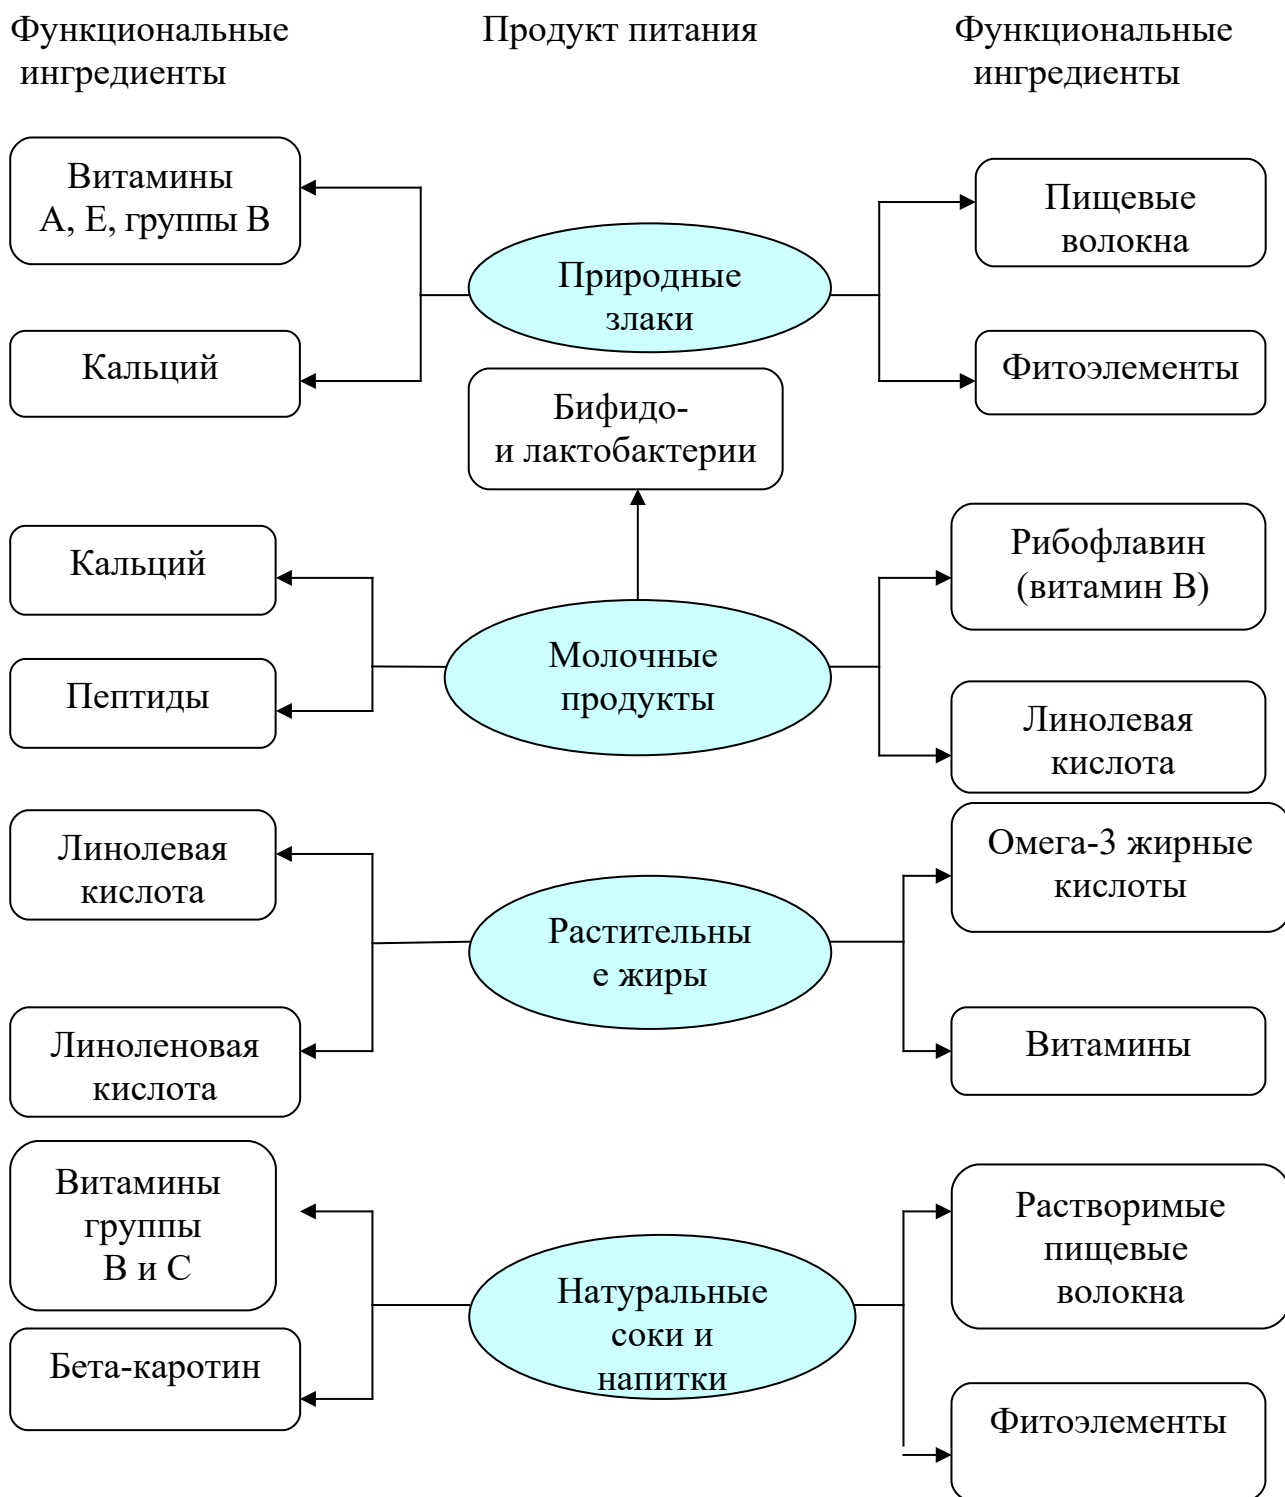 Функциональные
ингредиенты
Продукт питания
Функциональные
ингредиенты
Витамины
А, Е, группы В
Кальций
Природные
злаки
Пищевые
волокна
Фитоэлементы
Бифидо-
и лактобактерии
Кальций
Пептиды
Молочные
продукты
Рибофлавин
(витамин В)
Линолевая
кислота
Линолевая
кислота
Линоленовая
кислота
Растительны
е жиры
Омега-3 жирные
кислоты
Витамины
Витамины
группы
В и С
Бета-каротин
Натуральные
соки и
напитки
Растворимые
пищевые
волокна
Фитоэлементы